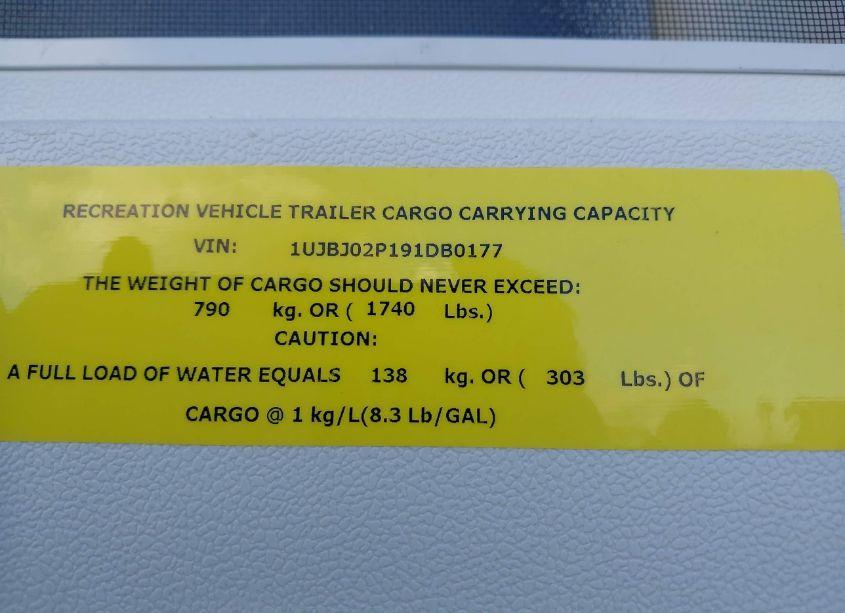 RECREATION VEHICLE TRAILER CARGO CARRYING CAPACITY
VIN: 1UJBJ02P191DB0177
THE WEIGHT OF CARGO SHOULD NEVER EXCEED:
790 kg. OR ( 1740 Lbs.)
CAUTION:
A FULL LOAD OF WATER EQUALS 138 kg. OR ( 303 Lbs.) OF
CARGO @ 1 kg/L(8.3 Lb/GAL)